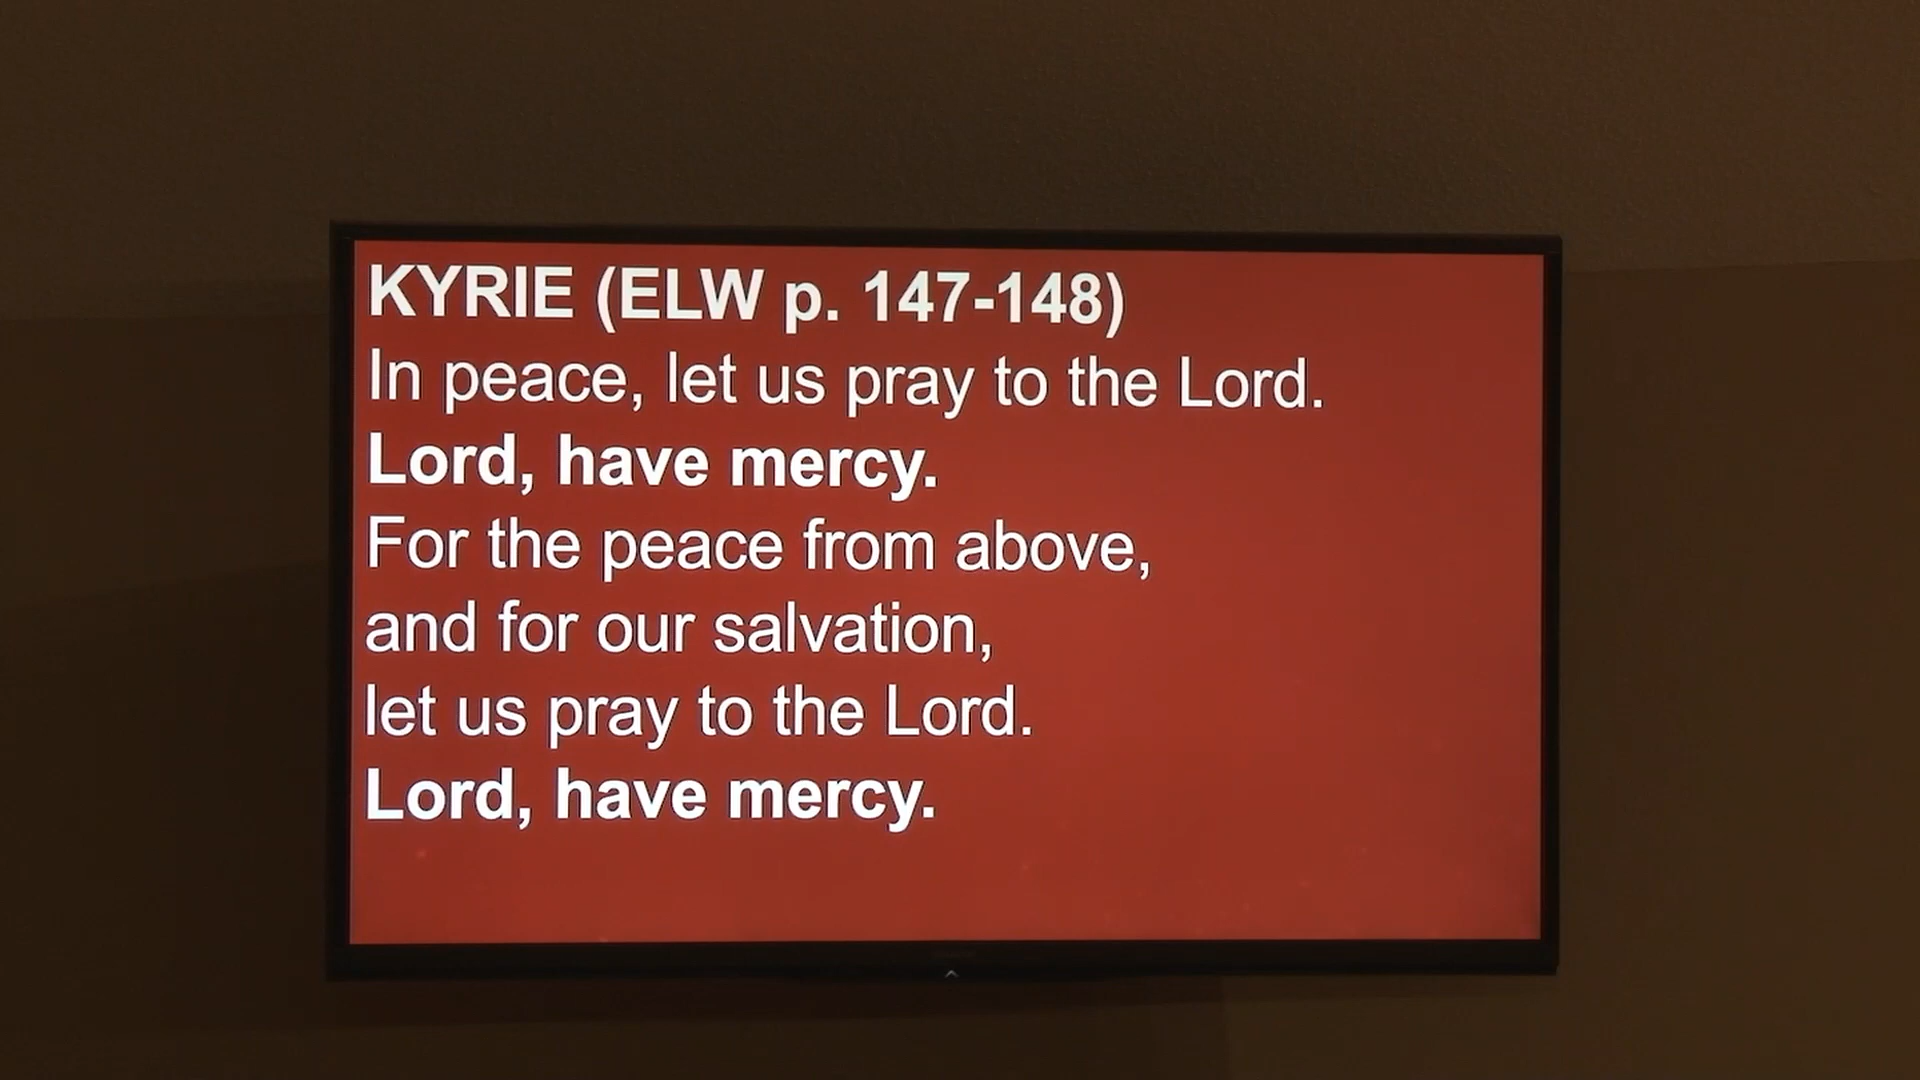 KYRIE (ELW p. 147-148)
In peace, let us pray to the Lord.
Lord, have mercy.
For the peace from above,
and for our salvation,
let us pray to the Lord.
Lord, have mercy.